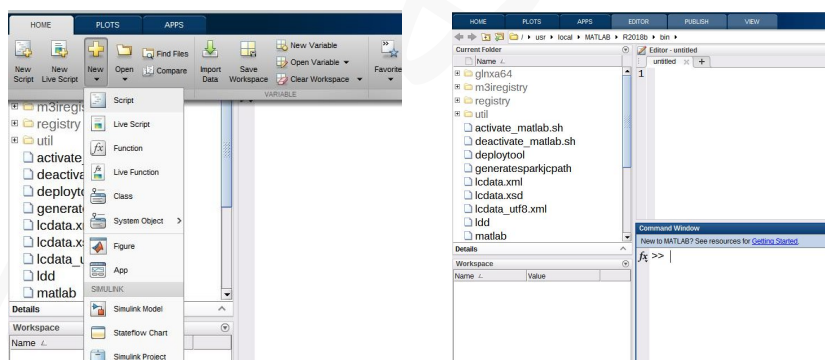 HOME PLOTS APPS
New Script
New Live Script
New
Open
Find Files
Compare
Import Data
Save Workspace
New Variable
Open Variable
Clear Workspace
Favorite
VARIABLE
Script
Live Script
Function
Live Function
Class
System Object
Figure
App
SIMULINK
Simulink Model
Stateflow Chart
Simulink Project
m3iregis
registry
util
activate_
deactiva
deployto
generat
lcdata.x
lcdata.x
lcdata_u
ldd
matlab
Details
Workspace
Name
HOME PLOTS APPS EDITOR PUBLISH VIEW
/ usr local MATLAB R2018b bin
Current Folder
Name
glnxa64
m3iregistry
registry
util
activate_matlab.sh
deactivate_matlab.sh
deploytool
generatesparkjcpath
lcdata.xml
lcdata.xsd
lcdata_utf8.xml
ldd
matlab
Details
Workspace
Name Value
Editor - untitled
untitled
1
Command Window
New to MATLAB? See resources for Getting Started.
fx >>